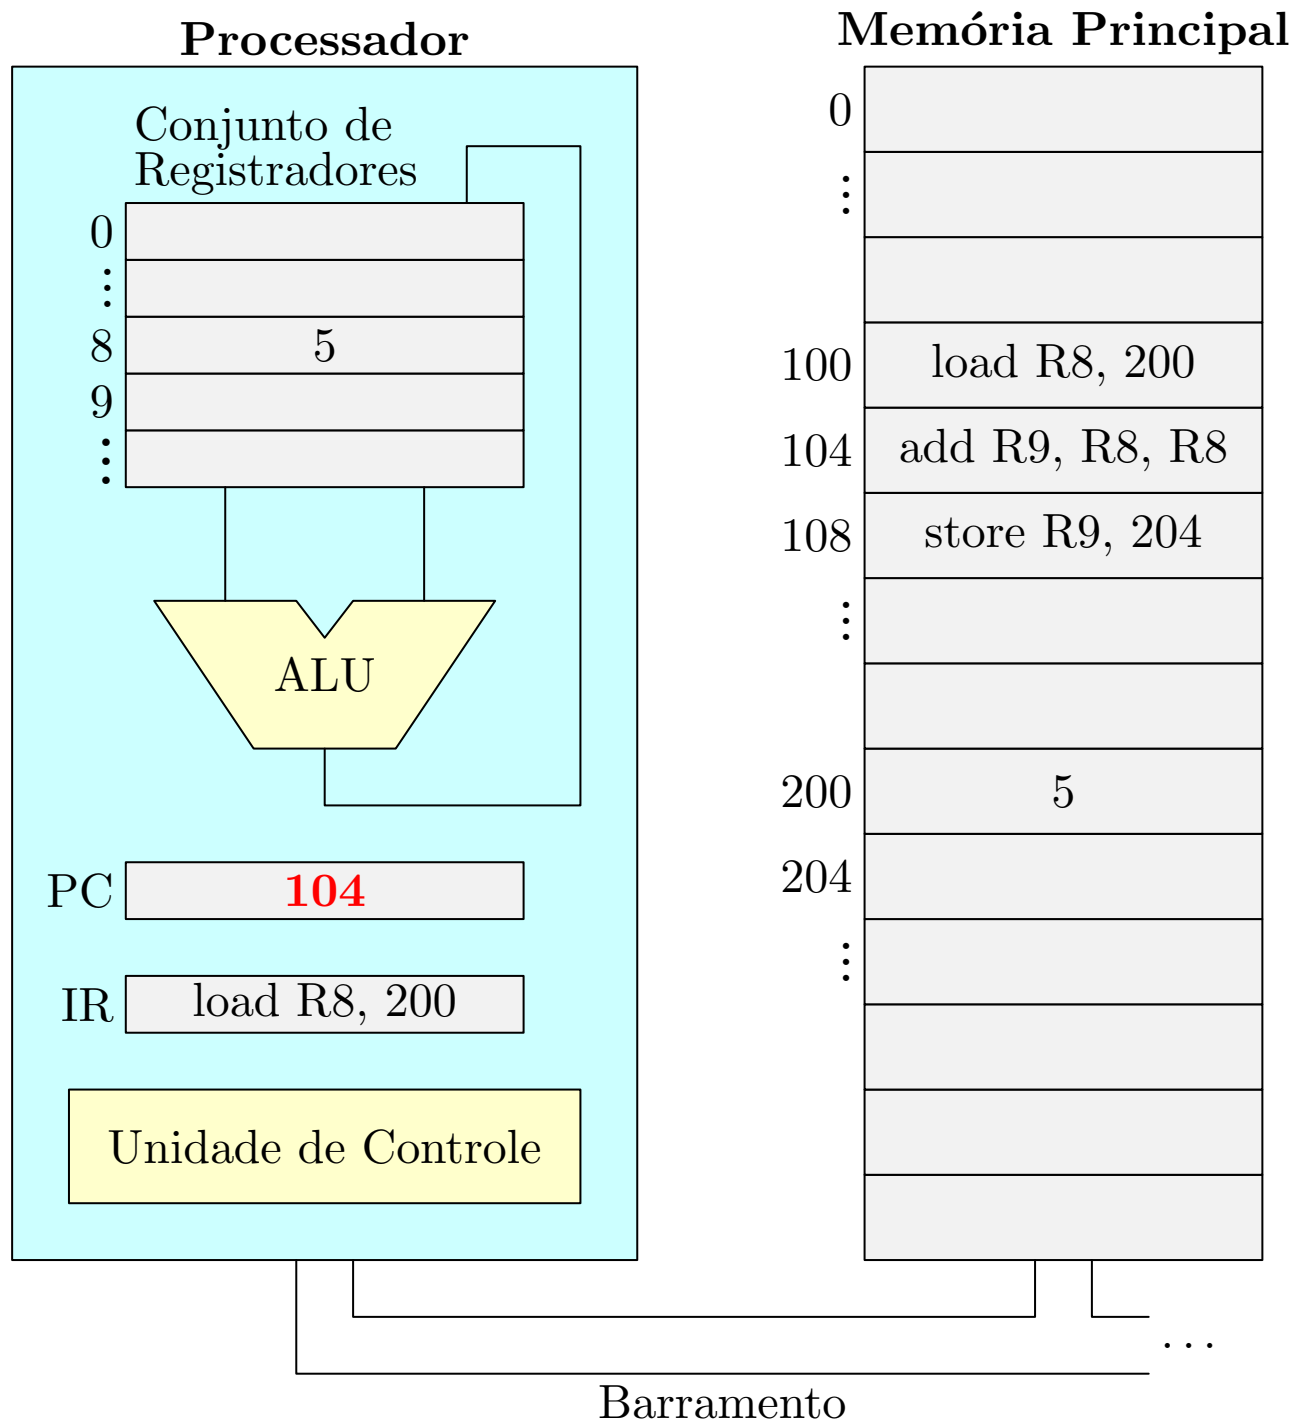 Processador
Conjunto de
Registradores
0
⋮
8 5
9
⋮
ALU
PC 104
IR load R8, 200
Unidade de Controle
Memória Principal
0
⋮
100 load R8, 200
104 add R9, R8, R8
108 store R9, 204
⋮
200 5
204
⋮
...
Barramento